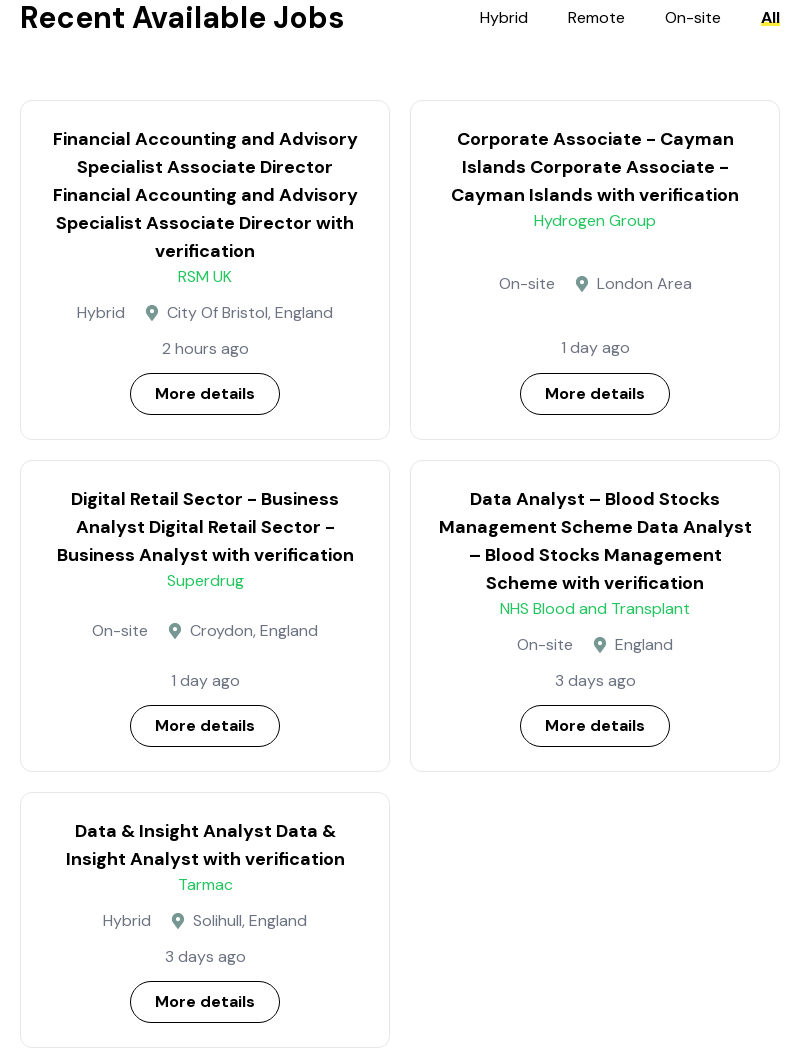 Recent Available Jobs
Hybrid
Remote
On-site
All
Financial Accounting and Advisory
Specialist Associate Director
Financial Accounting and Advisory
Specialist Associate Director with
verification
RSM UK
Hybrid
City Of Bristol, England
2 hours ago
More details
Corporate Associate - Cayman
Islands Corporate Associate -
Cayman Islands with verification
Hydrogen Group
On-site
London Area
1 day ago
More details
Digital Retail Sector - Business
Analyst Digital Retail Sector -
Business Analyst with verification
Superdrug
On-site
Croydon, England
1 day ago
More details
Data Analyst – Blood Stocks
Management Scheme Data Analyst
– Blood Stocks Management
Scheme with verification
NHS Blood and Transplant
On-site
England
3 days ago
More details
Data & Insight Analyst Data &
Insight Analyst with verification
Tarmac
Hybrid
Solihull, England
3 days ago
More details